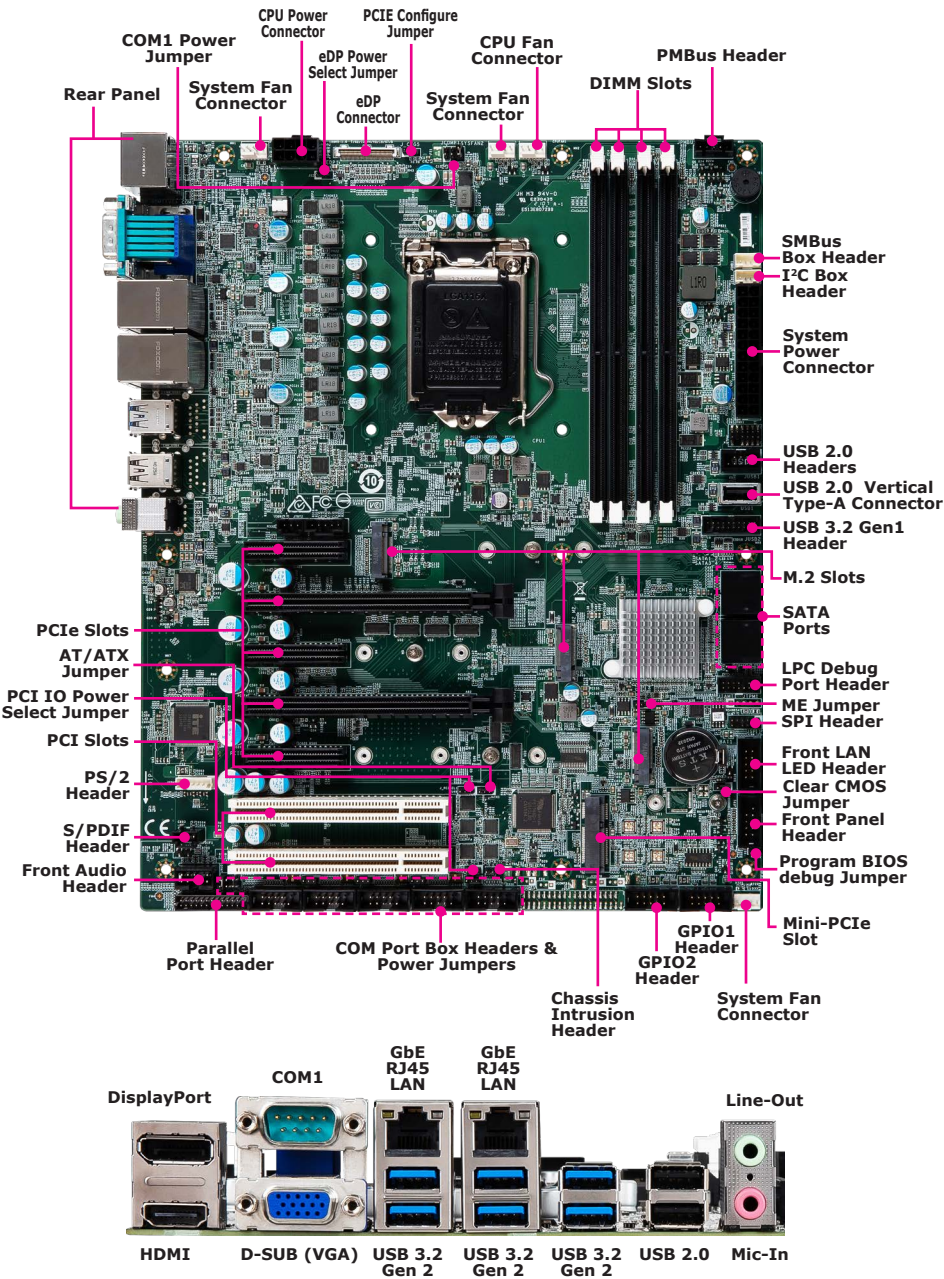 CPU Power
Connector
PCIE Configure
Jumper
COM1 Power
Jumper
eDP Power
Select Jumper
CPU Fan
Connector
PMBus Header
DIMM Slots
Rear Panel
System Fan
Connector
eDP
Connector
System Fan
Connector
SMBus
Box Header
I²C Box
Header
System
Power
Connector
USB 2.0
Headers
USB 2.0 Vertical
Type-A Connector
USB 3.2 Gen1
Header
M.2 Slots
SATA
Ports
LPC Debug
Port Header
ME Jumper
SPI Header
Front LAN
LED Header
Clear CMOS
Jumper
Front Panel
Header
Program BIOS
debug Jumper
Mini-PCIe
Slot
PCIe Slots
AT/ATX
Jumper
PCI IO Power
Select Jumper
PCI Slots
PS/2
Header
S/PDIF
Header
Front Audio
Header
Parallel
Port Header
COM Port Box Headers &
Power Jumpers
GPIO1
Header
GPIO2
Header
Chassis
Intrusion
Header
System Fan
Connector
LR18
L1R0
CPU1
FC
10
CE
KTS
GbE
RJ45
LAN
GbE
RJ45
LAN
COM1
DisplayPort
Line-Out
HDMI
D-SUB (VGA)
USB 3.2
Gen 2
USB 3.2
Gen 2
USB 3.2
Gen 2
USB 2.0
Mic-In